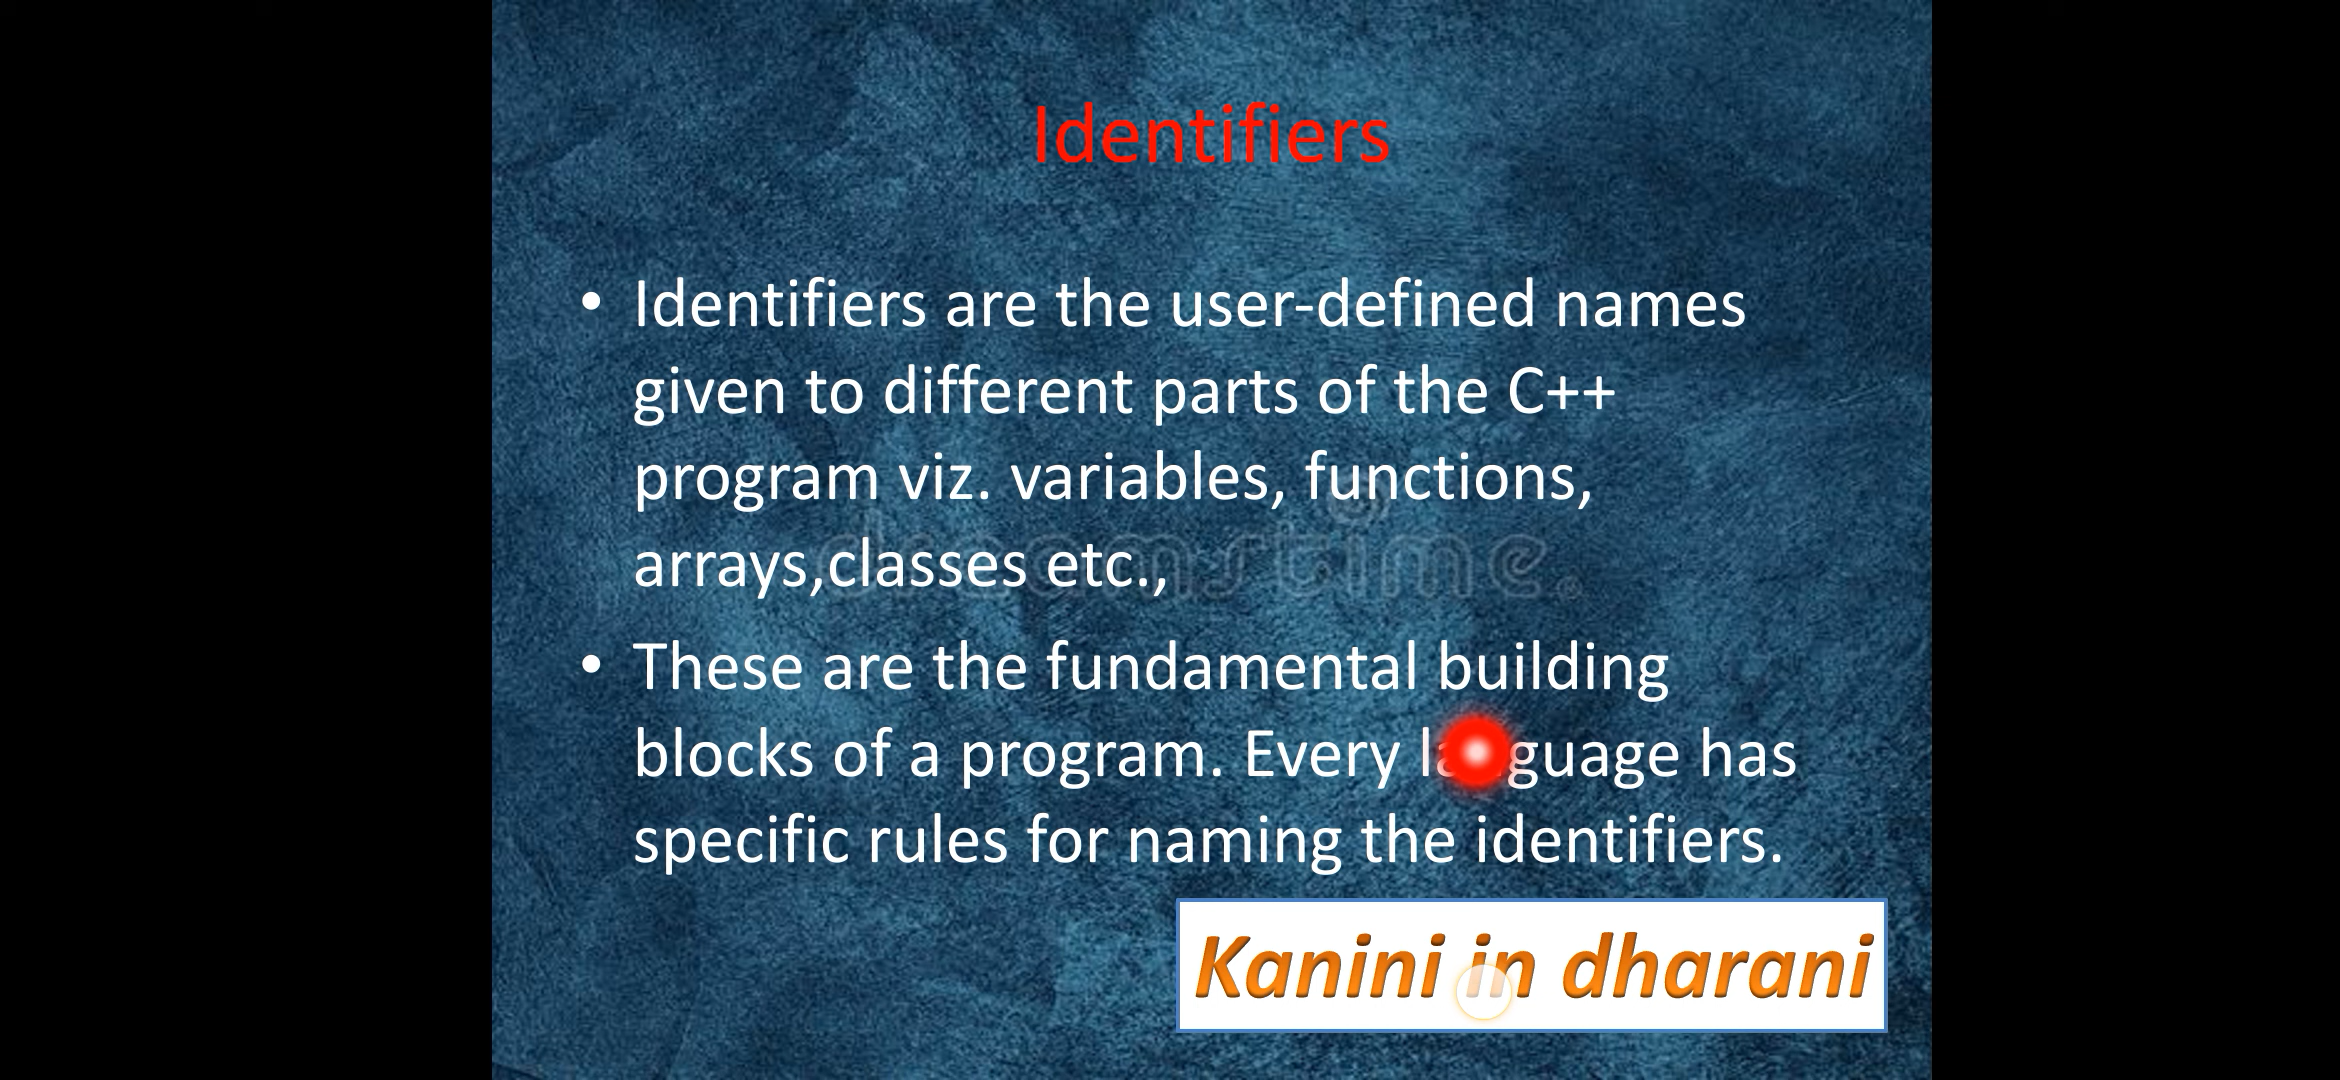 Identifiers
• Identifiers are the user-defined names
given to different parts of the C++
program viz. variables, functions,
arrays,classes etc.,
dreamstime.
• These are the fundamental building
blocks of a program. Every language has
specific rules for naming the identifiers.
Kanini in dharani